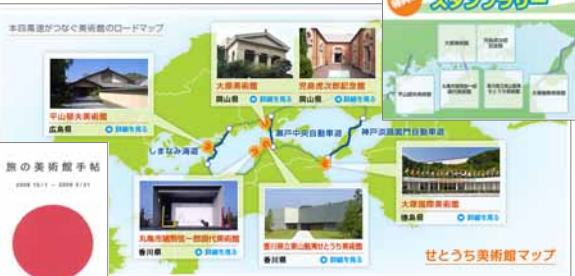 本四高速がつなぐ美術館のロードマップ
スタンプラリー
大原美術館
岡山県 詳細を見る
児島虎次郎記念館
岡山県 詳細を見る
平山郁夫美術館
広島県 詳細を見る
しまなみ海道
瀬戸中央自動車道
神戸淡路鳴門自動車道
旅の美術館手帖
丸亀市猪熊弦一郎現代美術館
香川県 詳細を見る
香川県立東山魁夷せとうち美術館
香川県 詳細を見る
大塚国際美術館
徳島県 詳細を見る
せとうち美術館マップ